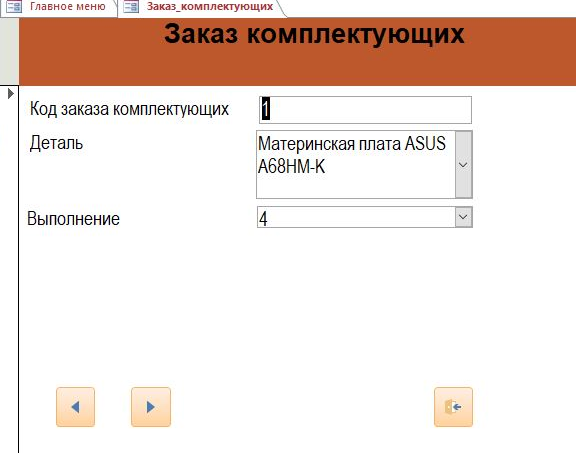 Главное меню
Заказ_комплектующих
Заказ комплектующих
Код заказа комплектующих
1
Деталь
Материнская плата ASUS
A68HM-K
Выполнение
4